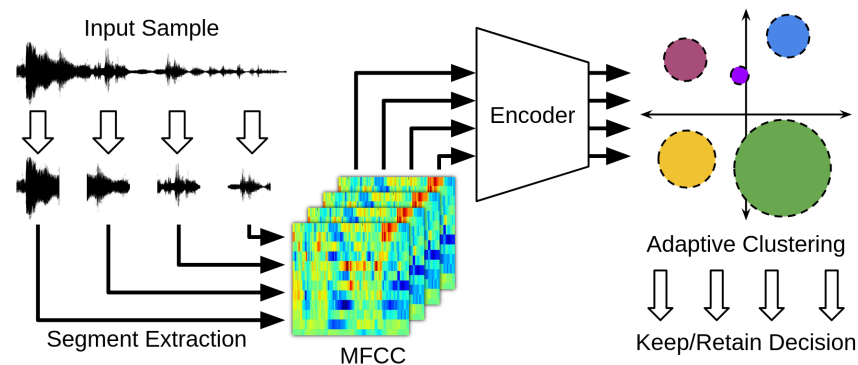 Input Sample
Encoder
Adaptive Clustering
Segment Extraction
Keep/Retain Decision
MFCC